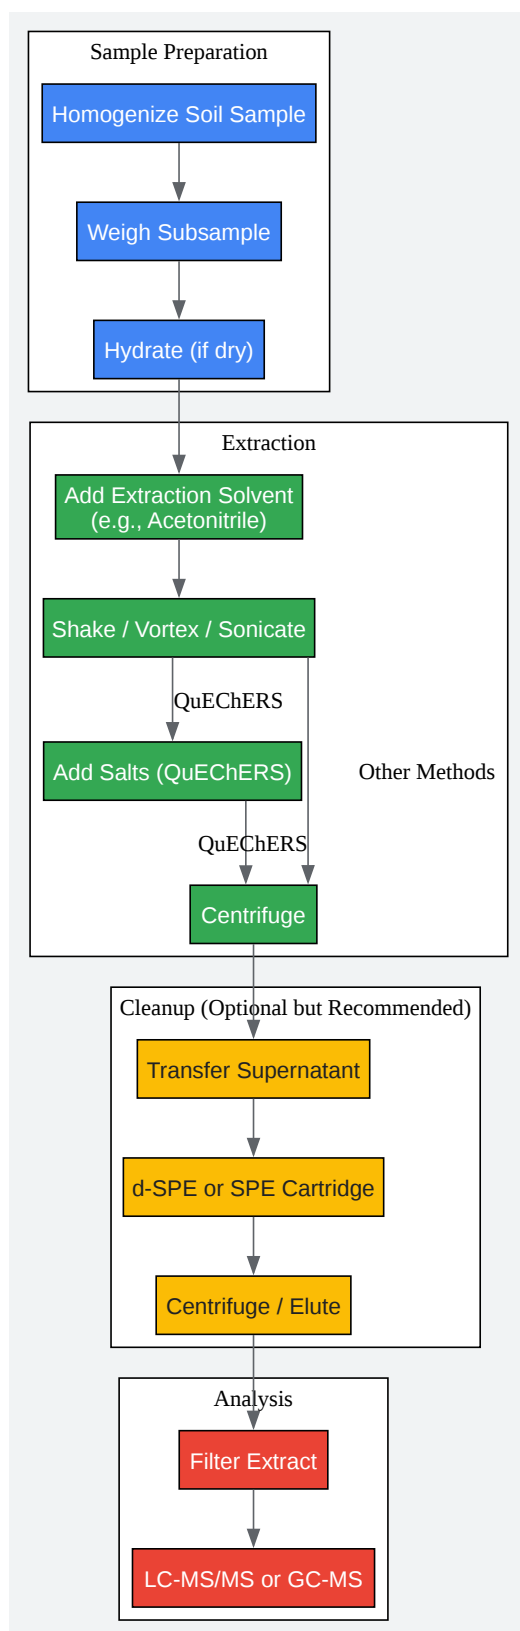 Sample Preparation
Homogenize Soil Sample
Weigh Subsample
Hydrate (if dry)
Extraction
Add Extraction Solvent
(e.g., Acetonitrile)
Shake / Vortex / Sonicate
QuEChERS
Add Salts (QuEChERS)
Other Methods
QuEChERS
Centrifuge
Cleanup (Optional but Recommended)
Transfer Supernatant
d-SPE or SPE Cartridge
Centrifuge / Elute
Analysis
Filter Extract
LC-MS/MS or GC-MS